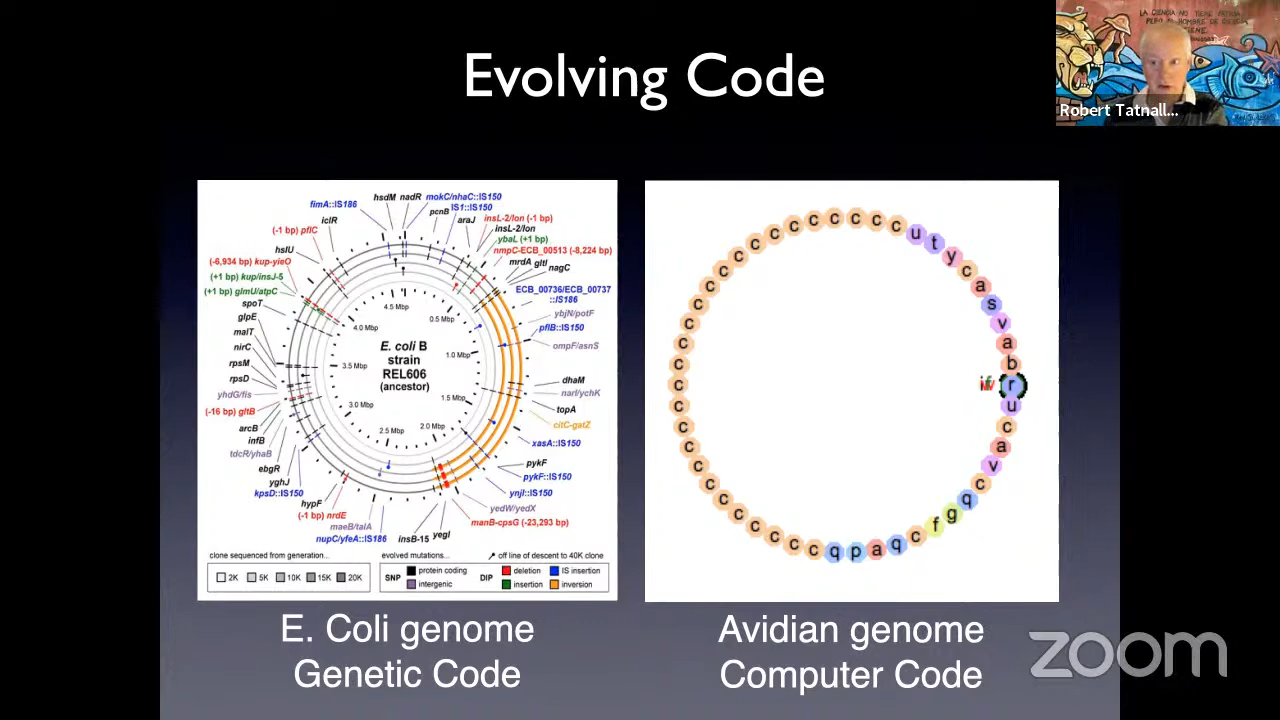 Evolving Code
LA CIENCIA NO TIENE PATRIA
Robert Tatnall...
hsdM
nadR
mokC/nhaC::IS150
fimA::IS186
pcnB
IS1::IS150
iclR
araJ
insL-2/lon (-1 bp)
insL-2/lon
(-1 bp) pflC
ybaL (+1 bp)
hslU
nmpC-ECB_00513 (-8,224 bp)
(-6,934 bp) kup-yieO
mrdA
gltI
nagC
(+1 bp) kup/insJ-5
ECB_00736/ECB_00737
::IS186
(+1 bp) glmU/atpC
spoT
ybjN/potF
glpE
pflB::IS150
malT
ompF/asnS
nirC
rpsM
dhaM
rpsD
narI/ychK
yhdG/fis
topA
(-16 bp) gltB
citC-gatZ
arcB
xasA::IS150
infB
tdcR/yhaB
pykF
ebgR
pykF::IS150
yghJ
ynjI::IS150
kpsD::IS150
hypF
yedW/yedX
(-1 bp) nrdE
manB-cpsG (-23,293 bp)
maeB/talA
yegI
nupC/yfeA::IS186
insB-15
4.5 Mbp
0.5 Mbp
4.0 Mbp
1.0 Mbp
3.5 Mbp
1.5 Mbp
3.0 Mbp
2.0 Mbp
2.5 Mbp
E. coli B
strain
REL606
(ancestor)
clone sequenced from generation...
2K 5K 10K 15K 20K
evolved mutations...
off line of descent to 40K clone
SNP
protein coding
intergenic
DIP
deletion
insertion
IS insertion
inversion
c c c c c c c c u t y c a s v a b r u c a v c q g f c q a p q c c c c c c c c c c c c c c c c c c c c c c c c
E. Coli genome
Genetic Code
Avidian genome
Computer Code
zoom